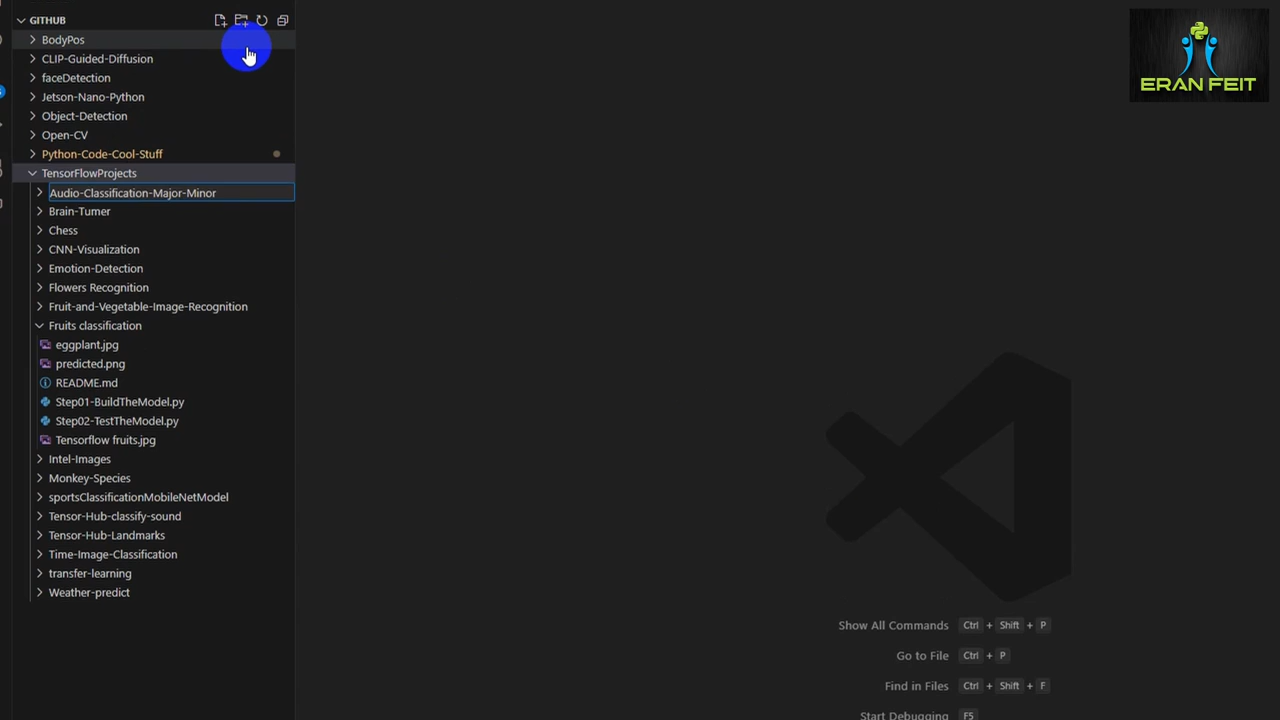 GITHUB
BodyPos
CLIP-Guided-Diffusion
faceDetection
Jetson-Nano-Python
Object-Detection
Open-CV
Python-Code-Cool-Stuff
TensorFlowProjects
Audio-Classification-Major-Minor
Brain-Tumer
Chess
CNN-Visualization
Emotion-Detection
Flowers Recognition
Fruit-and-Vegetable-Image-Recognition
Fruits classification
eggplant.jpg
predicted.png
README.md
Step01-BuildTheModel.py
Step02-TestTheModel.py
Tensorflow fruits.jpg
Intel-Images
Monkey-Species
sportsClassificationMobileNetModel
Tensor-Hub-classify-sound
Tensor-Hub-Landmarks
Time-Image-Classification
transfer-learning
Weather-predict
ERAN FEIT
Show All Commands Ctrl + Shift + P
Go to File Ctrl + P
Find in Files Ctrl + Shift + F
Start Debugging F5